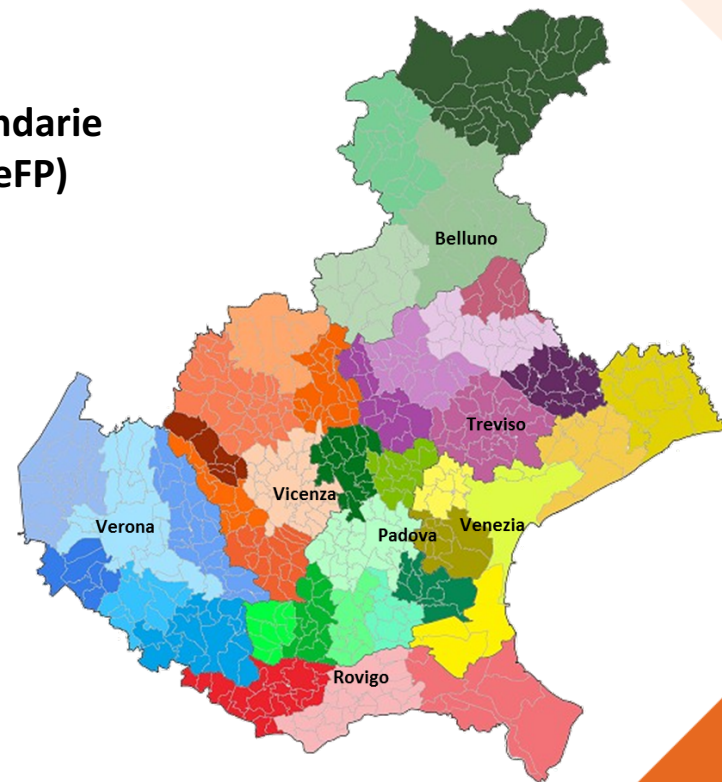 ndarie
eFP)
Belluno
Treviso
Vicenza
Verona
Padova
Venezia
Rovigo